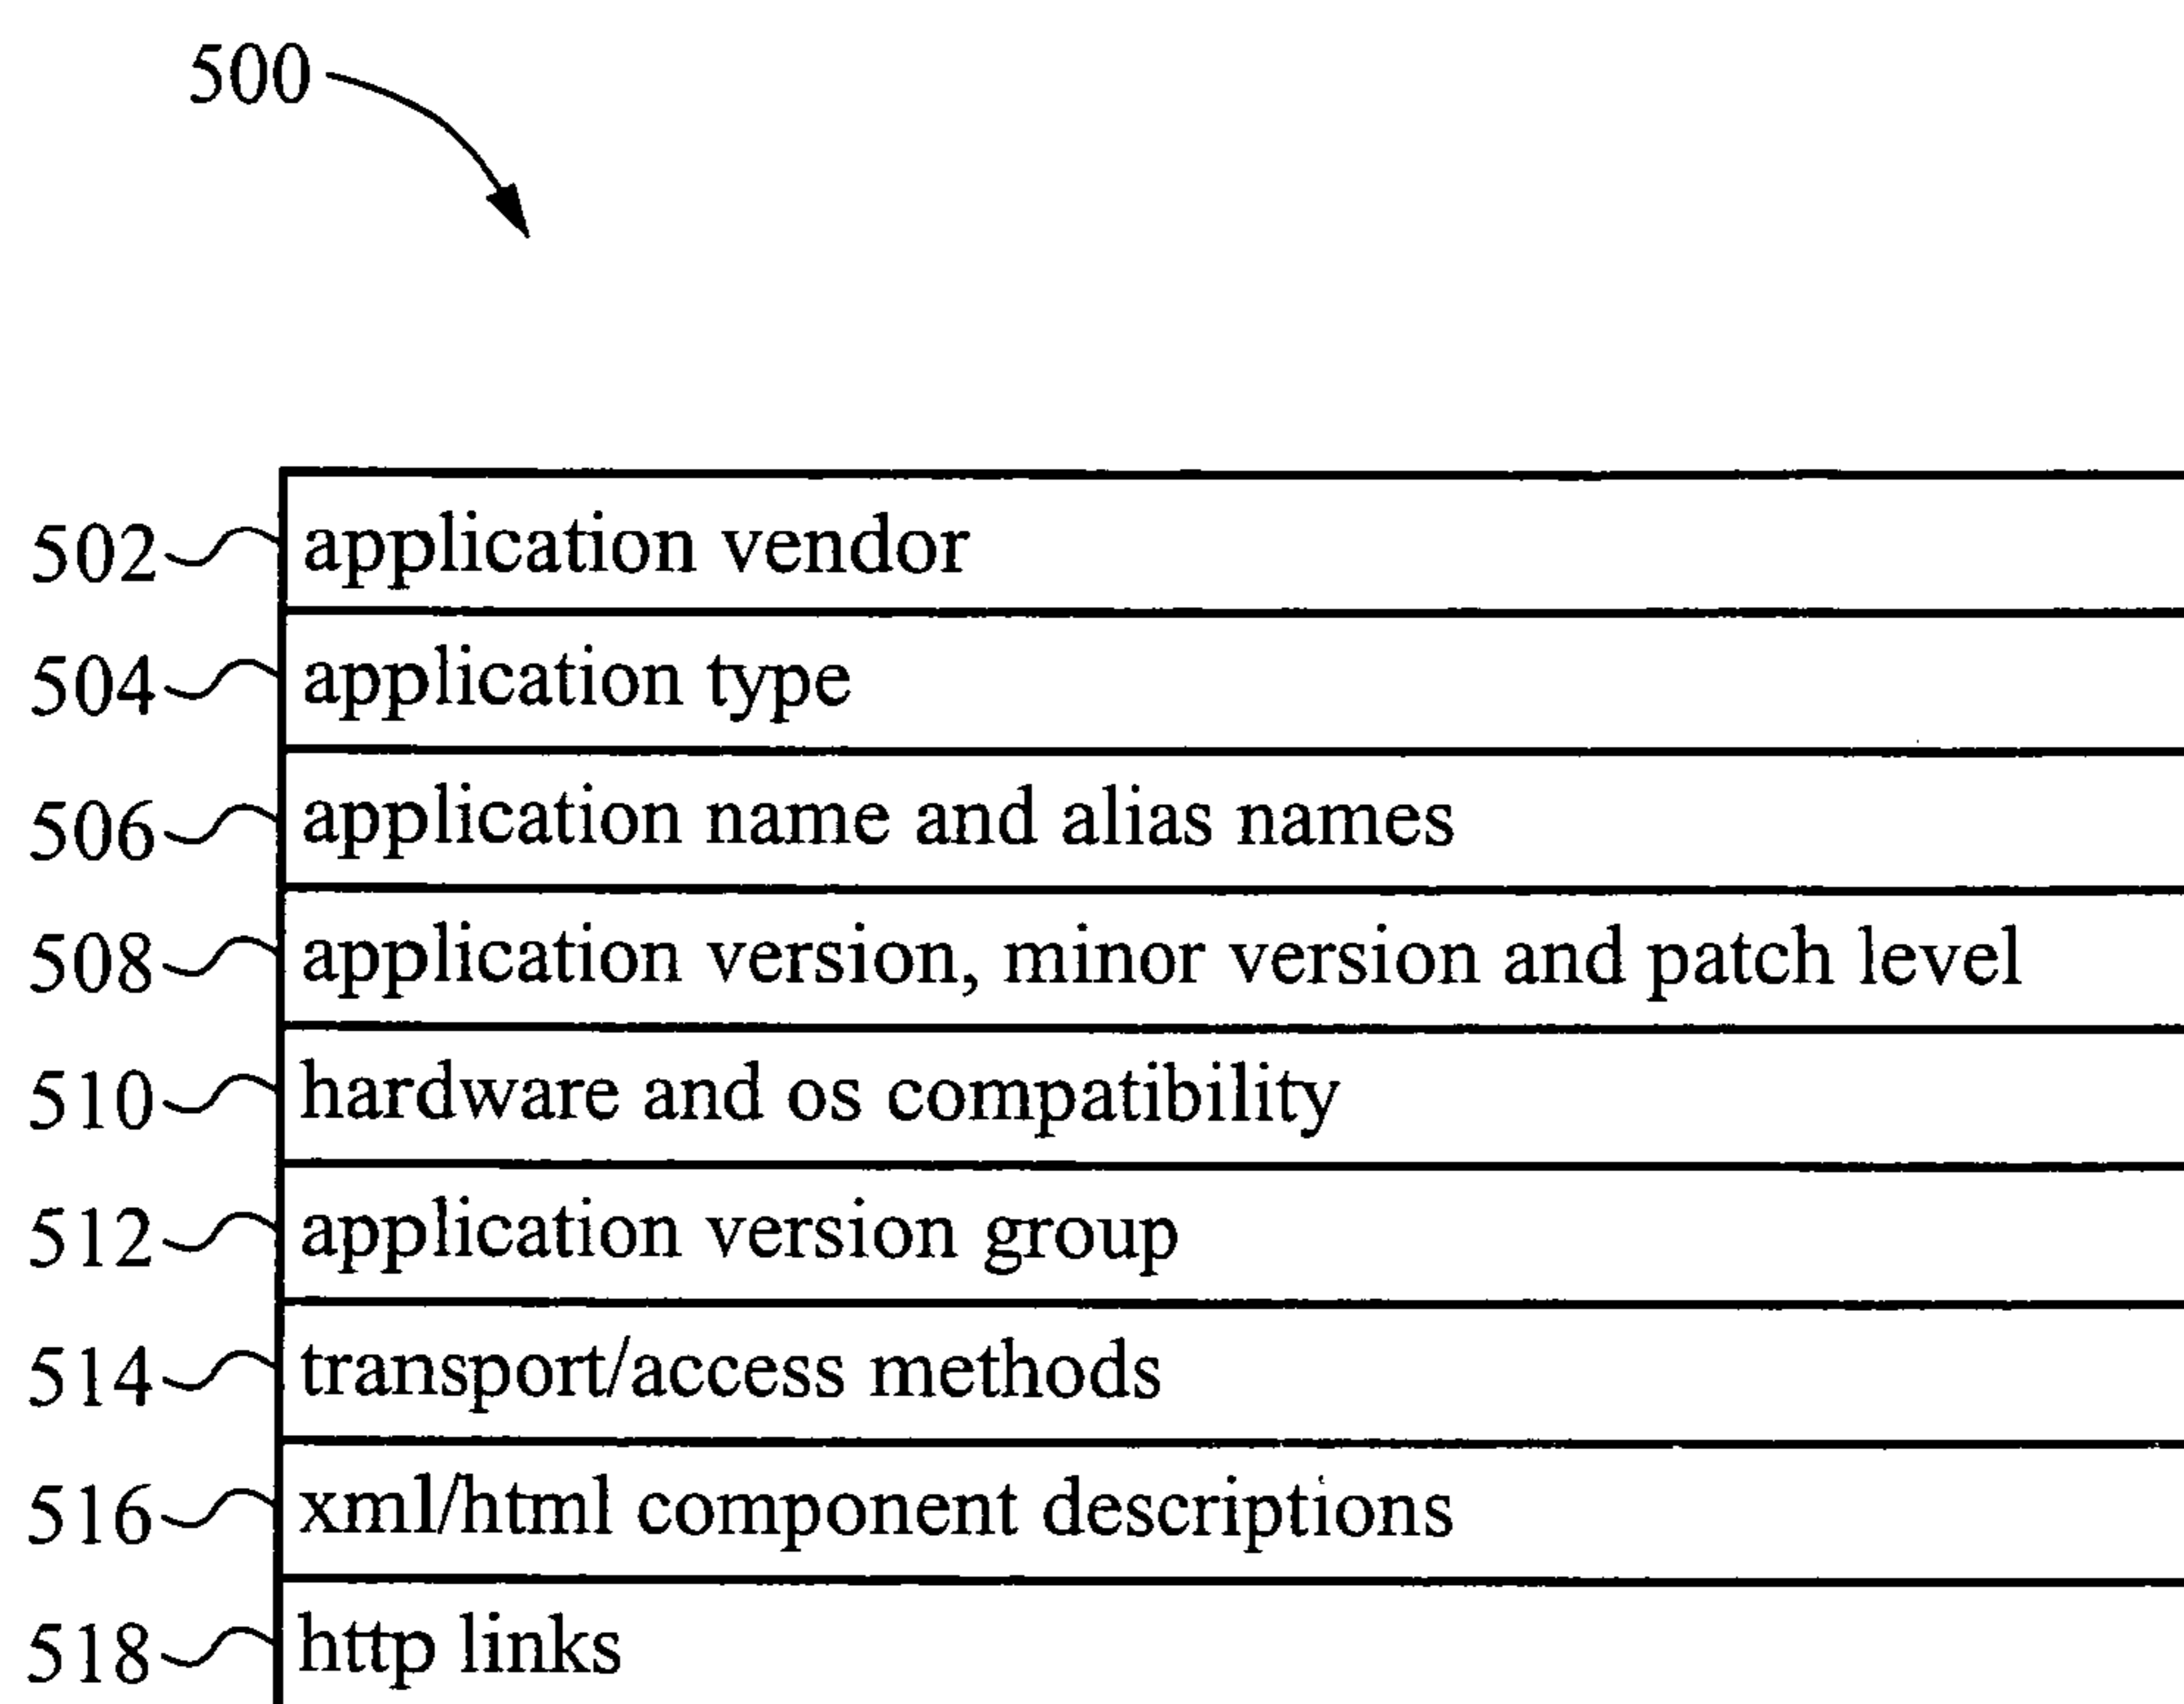 500
502 application vendor
504 application type
506 application name and alias names
508 application version, minor version and patch level
510 hardware and os compatibility
512 application version group
514 transport/access methods
516 xml/html component descriptions
518 http links